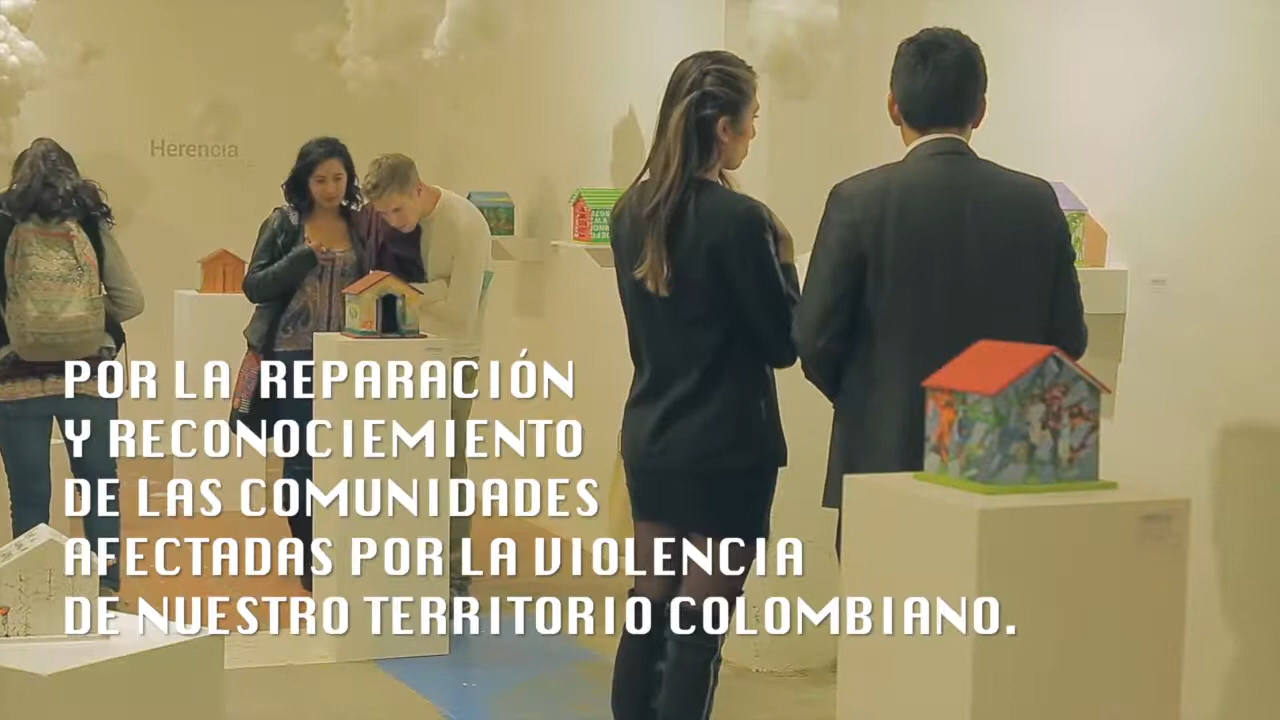 Herencia
POR LA REPARACIÓN
Y RECONOCIEMIENTO
DE LAS COMUNIDADES
AFECTADAS POR LA VIOLENCIA
DE NUESTRO TERRITORIO COLOMBIANO.